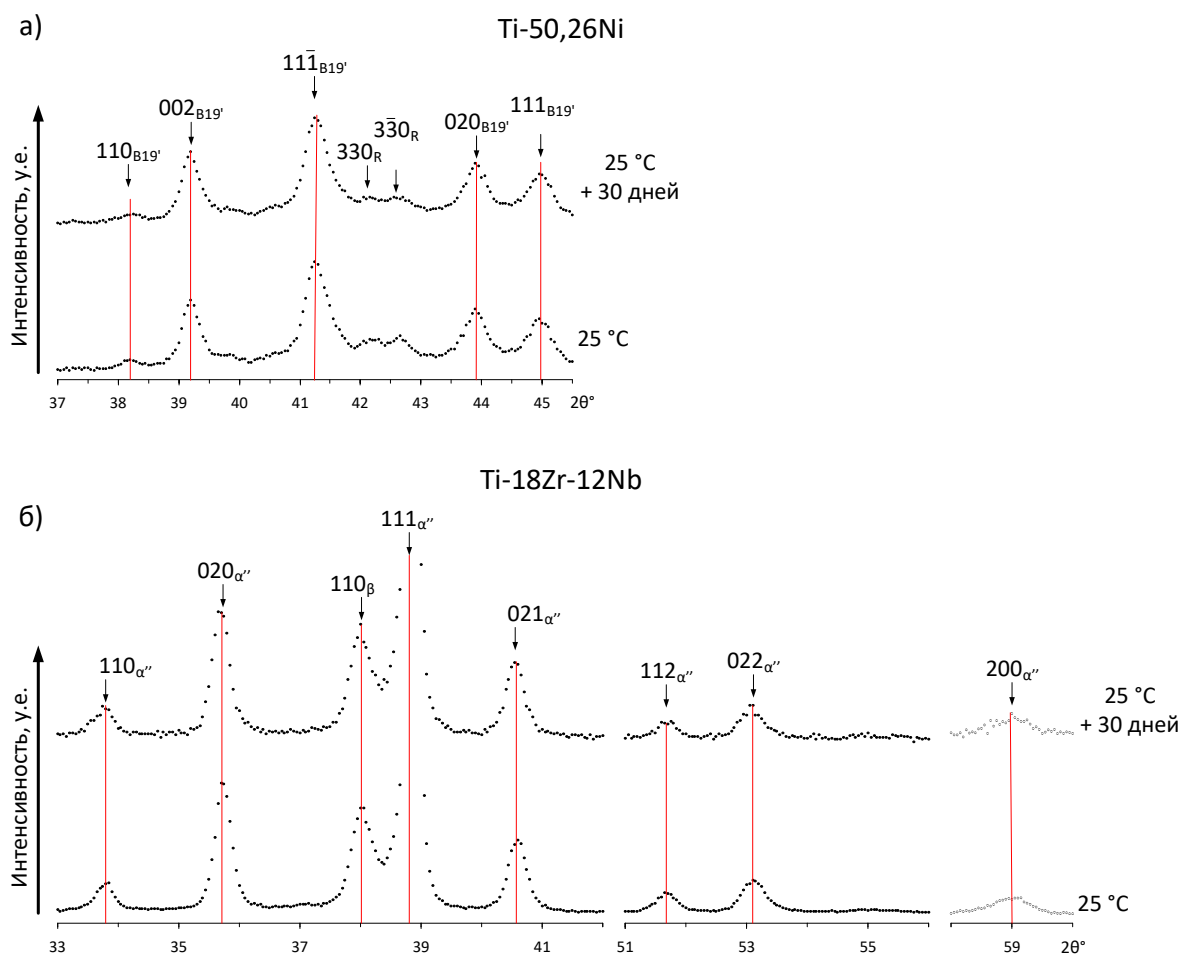 а)
Ti-50,26Ni
Интенсивность, у.е.
110B19'
002B19'
111̅B19'
330R
33̅0R
020B19'
111B19'
25 °C
+ 30 дней
25 °C
37 38 39 40 41 42 43 44 45 2θ°
Ti-18Zr-12Nb
б)
Интенсивность, у.е.
110α''
020α''
110β
111α''
021α''
112α''
022α''
200α''
25 °C
+ 30 дней
25 °C
33 35 37 39 41 51 53 55 59 2θ°